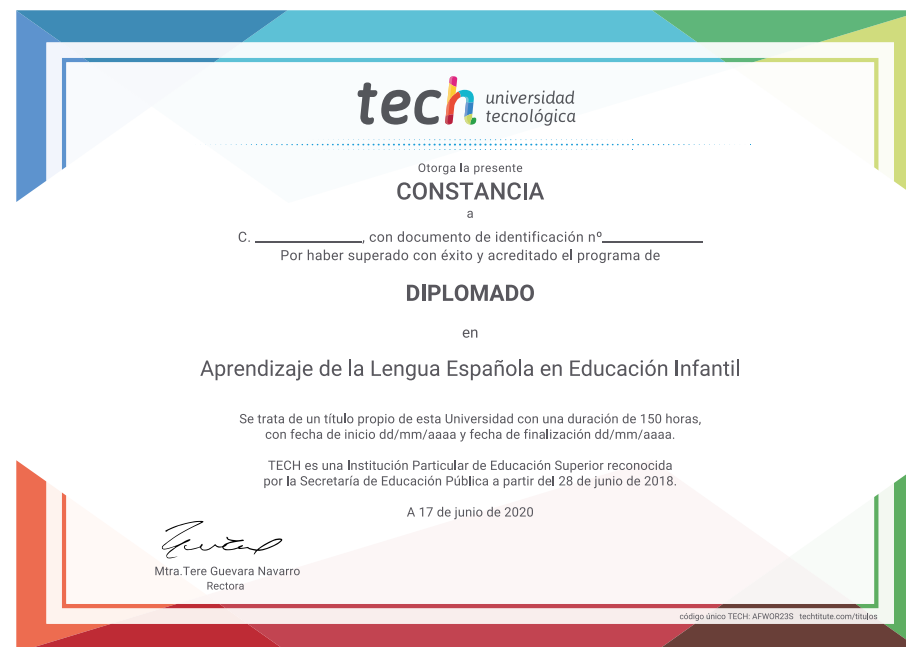 tech universidad
tecnológica
Otorga la presente
CONSTANCIA
a
C. ____________, con documento de identificación nº____________
Por haber superado con éxito y acreditado el programa de
DIPLOMADO
en
Aprendizaje de la Lengua Española en Educación Infantil
Se trata de un título propio de esta Universidad con una duración de 150 horas,
con fecha de inicio dd/mm/aaaa y fecha de finalización dd/mm/aaaa.
TECH es una Institución Particular de Educación Superior reconocida
por la Secretaría de Educación Pública a partir del 28 de junio de 2018.
A 17 de junio de 2020
Mtra.Tere Guevara Navarro
Rectora
código único TECH: AFWOR23S techtitute.com/titulos